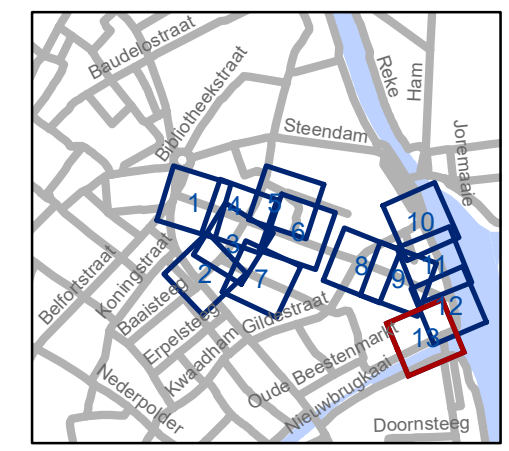 Baudelostraat
Bibliotheekstraat
Reke
Ham
Steendam
Joremaaie
1
4
5
6
3
2
7
8
9
10
11
12
13
Belfortstraat
Koningstraat
Baaisteeg
Erpelsteeg
Kwaadham
Gildestraat
Oude Beestenmarkt
Nieuwbrugkaai
Nederpolder
Doornsteeg